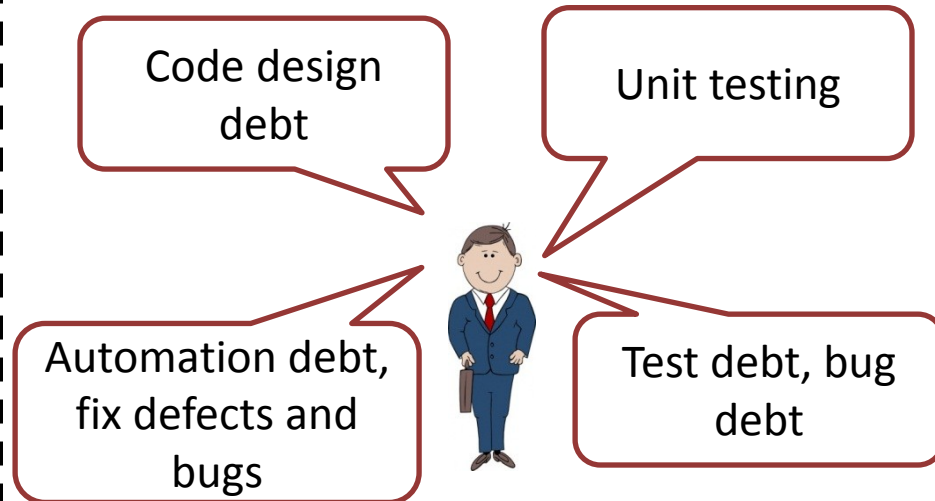 Code design
debt
Unit testing
Automation debt,
fix defects and
bugs
Test debt, bug
debt